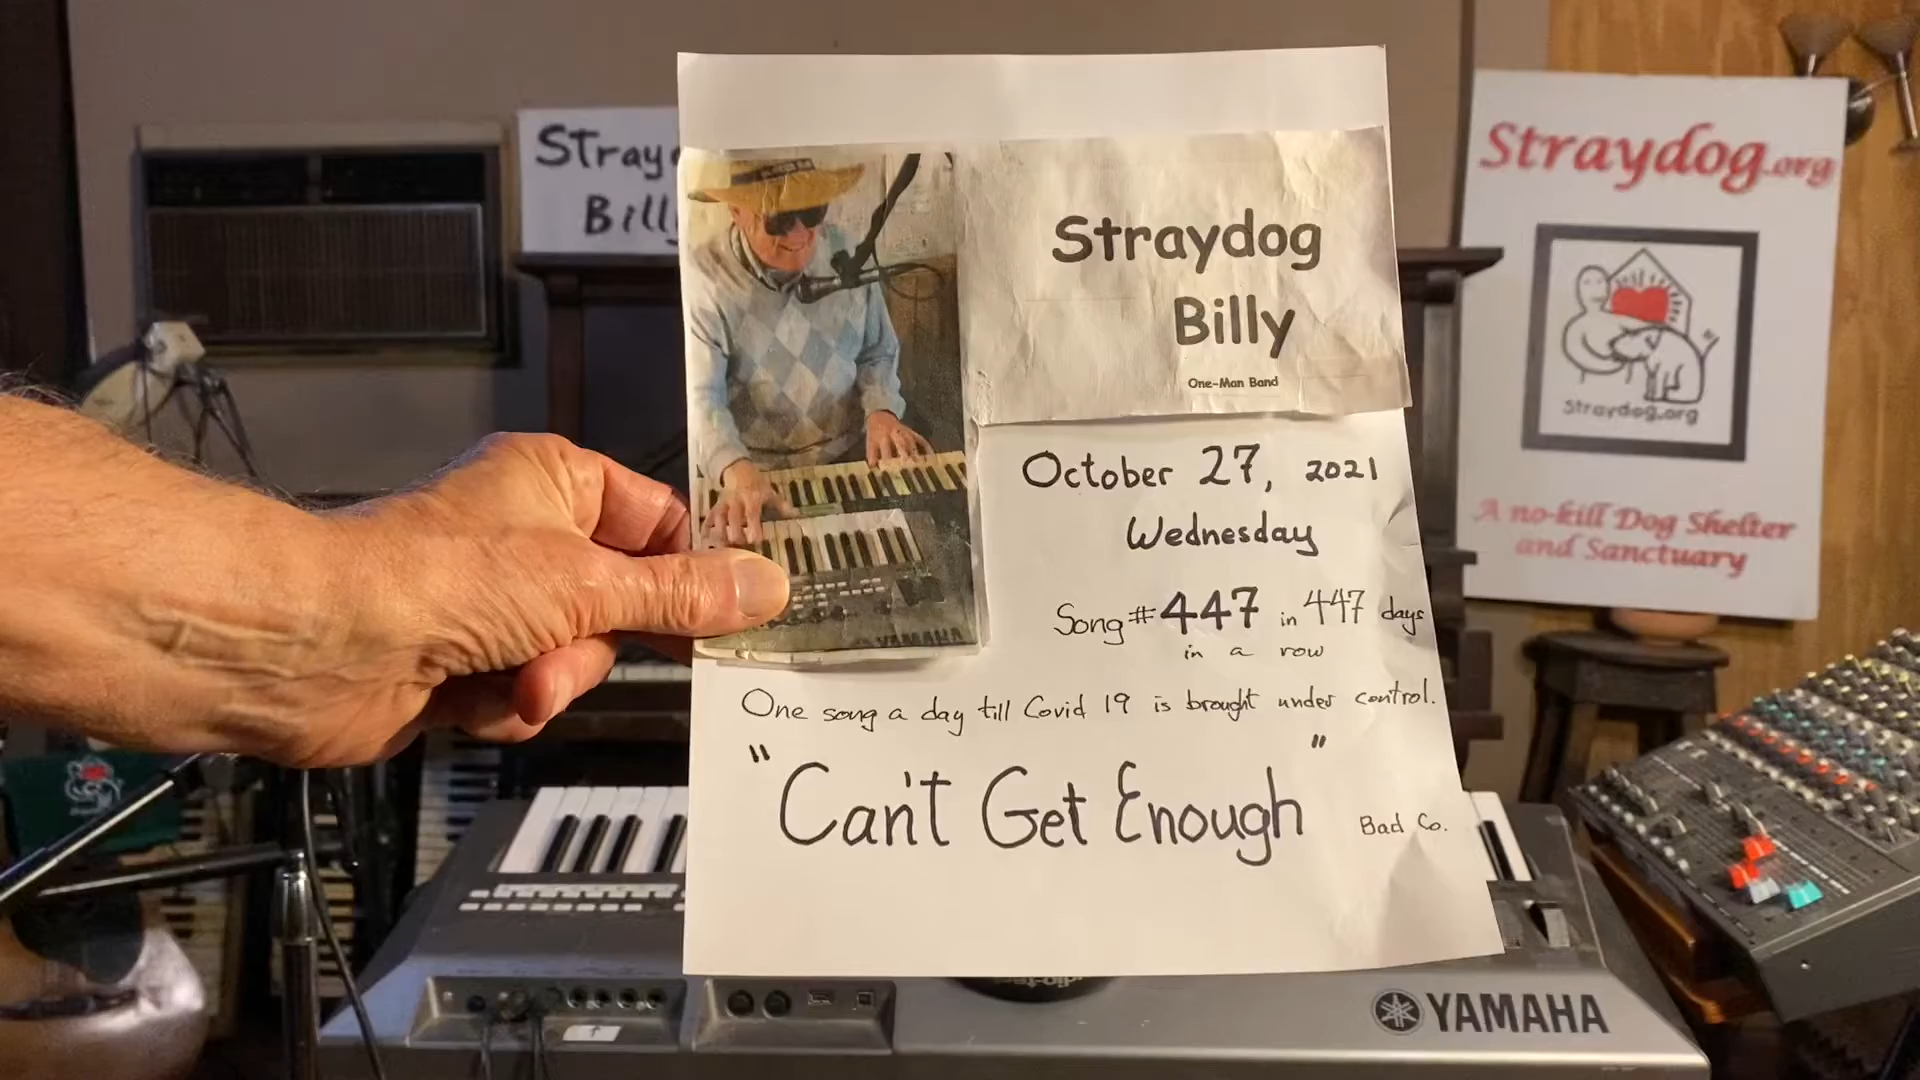 Straydog
Billy
One-Man Band
October 27, 2021
Wednesday
Song #447 in 447 days
in a row
One song a day till Covid 19 is brought under control.
"Can't Get Enough" Bad Co.
YAMAHA
Stray
Billy
Straydog.org
Straydog.org
A no-kill Dog Shelter
and Sanctuary
YAMAHA